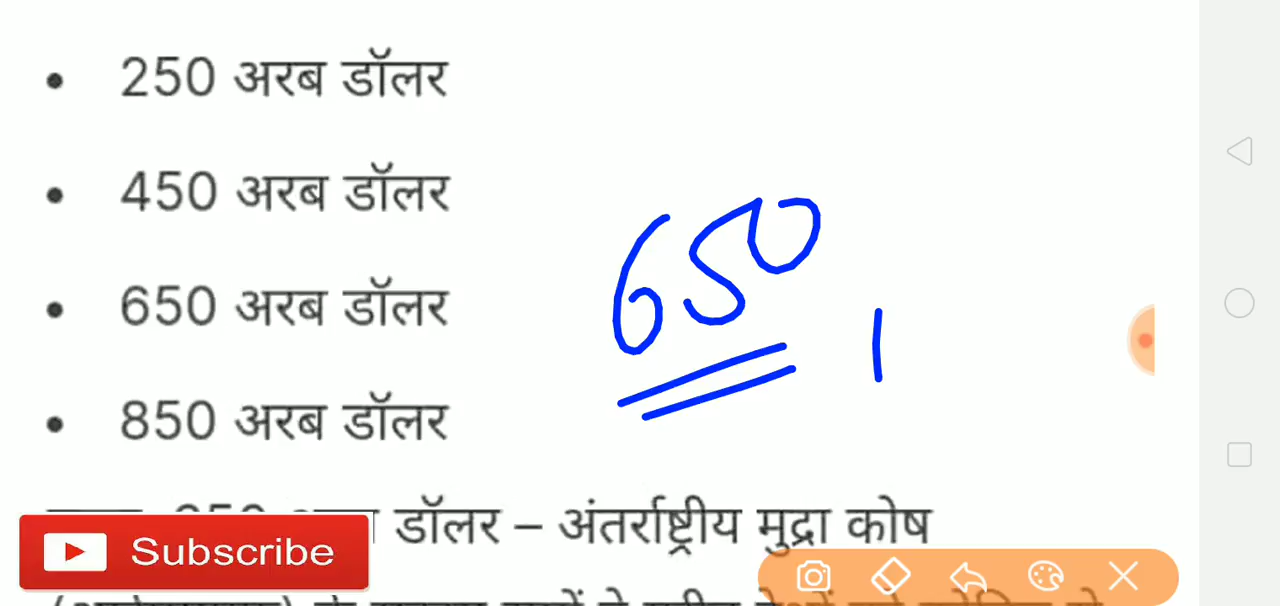 • 250 अरब डॉलर
• 450 अरब डॉलर
650
• 650 अरब डॉलर
• 850 अरब डॉलर
डॉलर – अंतर्राष्ट्रीय मुद्रा कोष
Subscribe